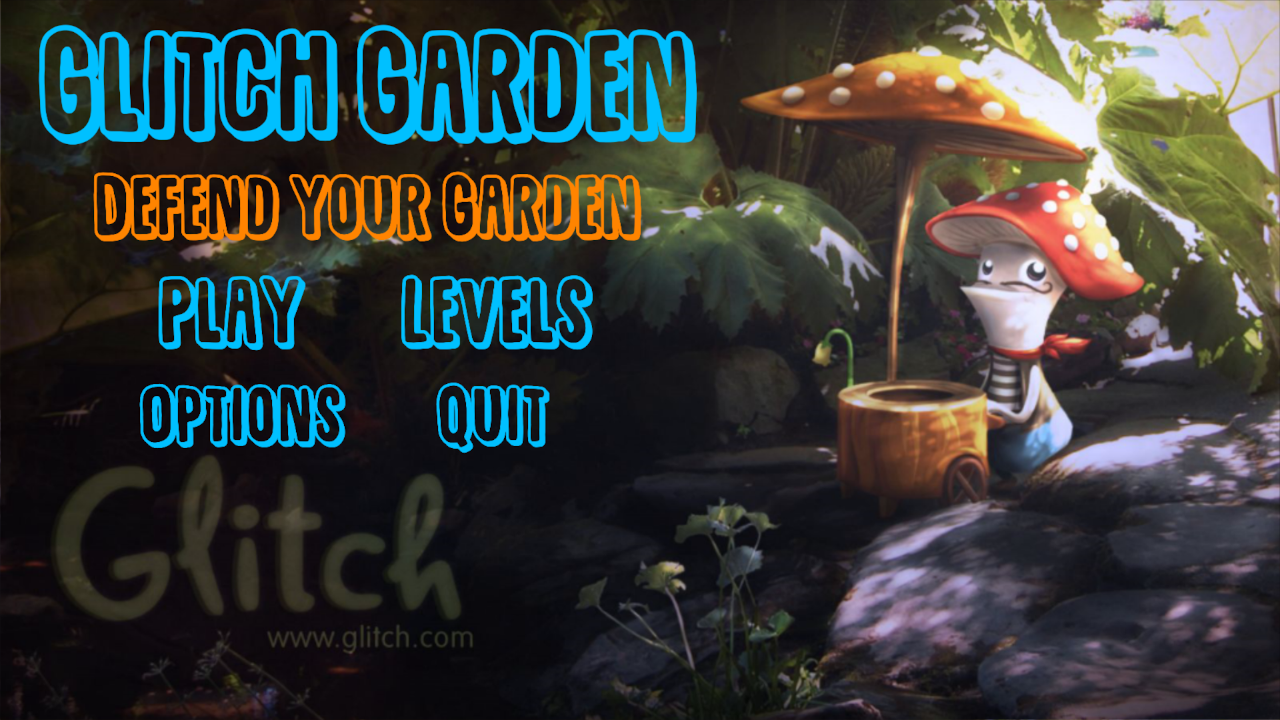 Glitch Garden
Defend your Garden
Play Levels
Options Quit
Glitch
www.glitch.com